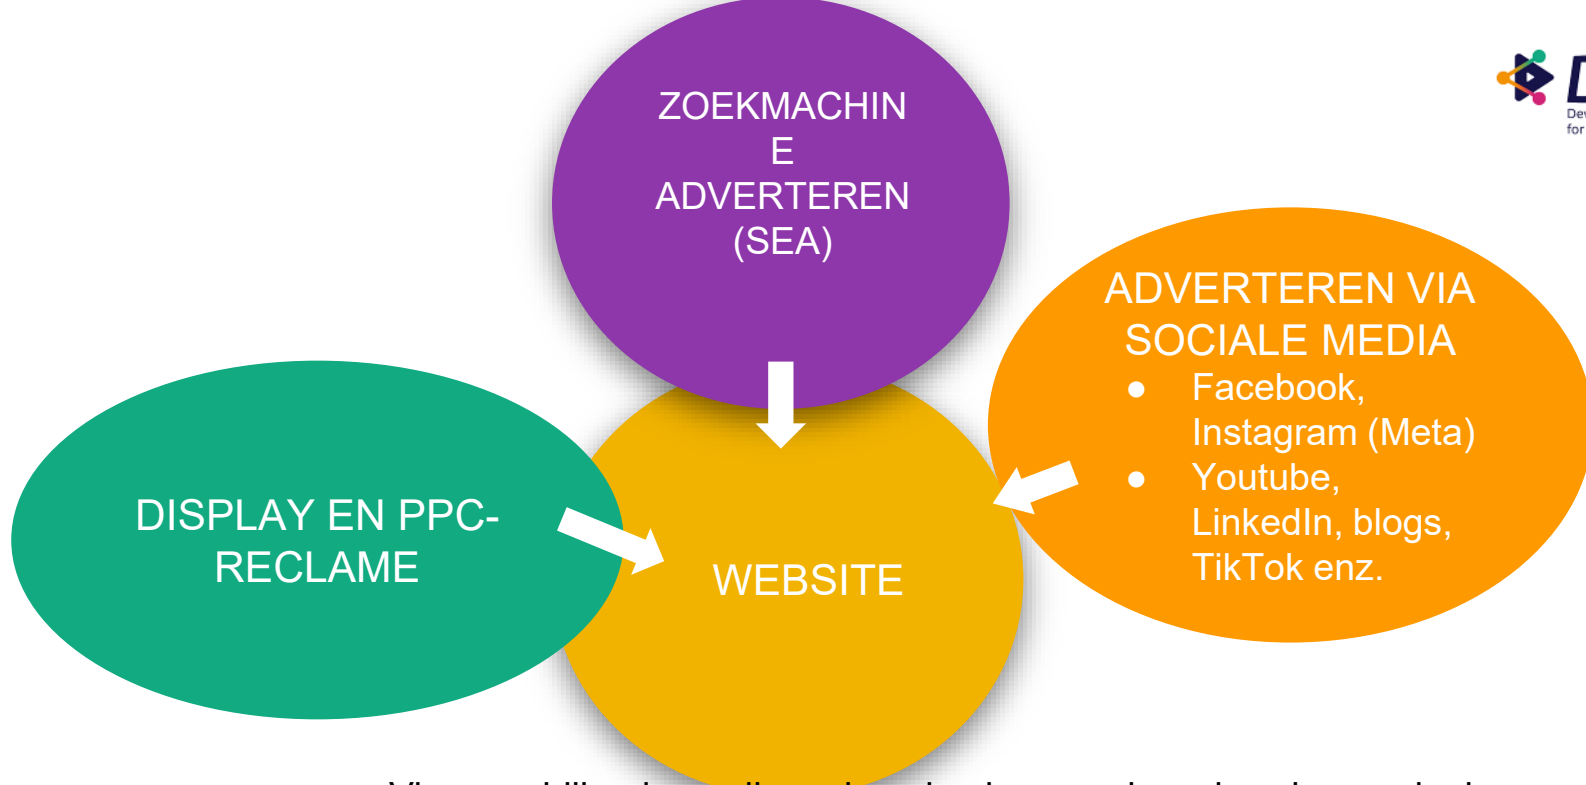 ZOEKMACHIN
E
ADVERTEREN
(SEA)
ADVERTEREN VIA
SOCIALE MEDIA
● Facebook,
Instagram (Meta)
● Youtube,
LinkedIn, blogs,
TikTok enz.
DISPLAY EN PPC-
RECLAME
WEBSITE
for